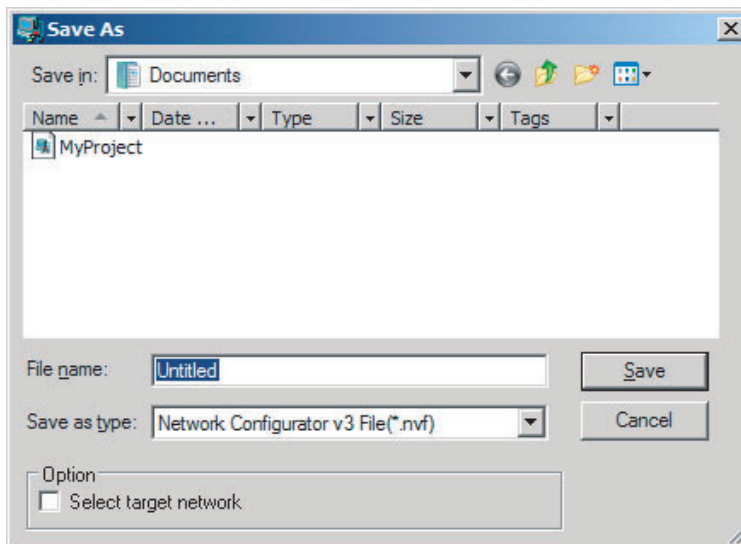 Save As
Save in: Documents
Name Date ... Type Size Tags
MyProject
File name: Untitled Save
Save as type: Network Configurator v3 File(*.nvf) Cancel
Option
Select target network